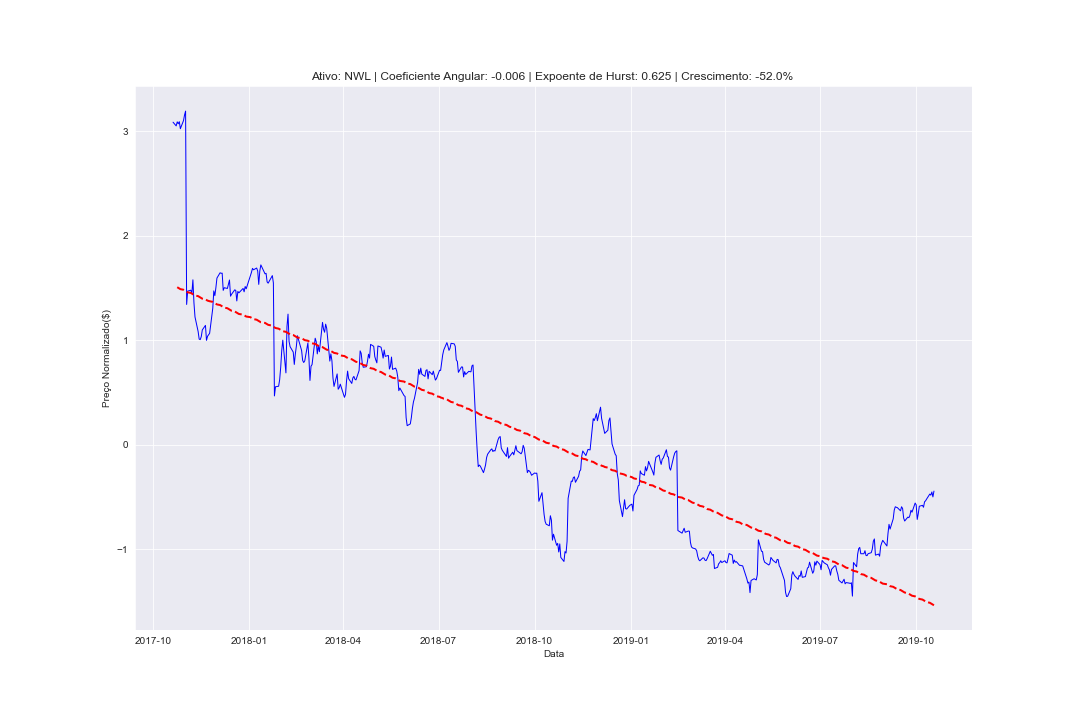 Ativo: NWL | Coeficiente Angular: -0.006 | Expoente de Hurst: 0.625 | Crescimento: -52.0%
Preço Normalizado($)
3
2
1
0
−1
2017-10 2018-01 2018-04 2018-07 2018-10 2019-01 2019-04 2019-07 2019-10
Data